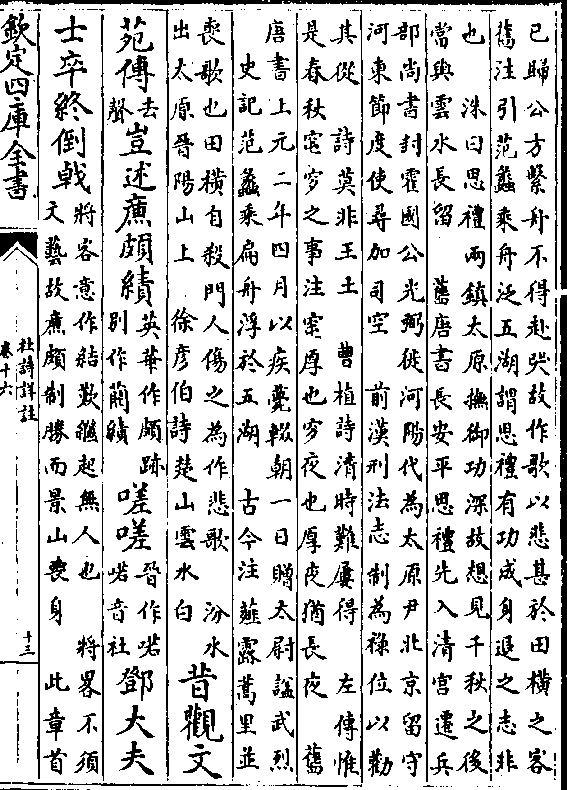 已歸公方繫舟不得赴哭故作歌以悲甚於田橫之客
舊注引范蠡乘舟泛五湖謂思禮有功成身退之志非
也　洙曰思禮兩鎮太原撫御功深故想見千秋之後
當與雲水長留　舊唐書長安平思禮先入清宮遷兵
部尚書封霍國公光弼徙河陽代為太原尹北京留守
河東節度使尋加司空　前漢刑法志制為祿位以勸
其從　詩莫非王土　曹植詩清時難屢得　左傳惟
是春秋窀穸之事注窀厚也穸夜也厚夜猶長夜　舊
唐書上元二年四月以疾薨輟朝一日贈太尉諡武烈
史記范蠡乘扁舟浮於五湖　古今注薤露蒿里並
喪歌也田橫自殺門人傷之為作悲歌　汾水
出太原晉陽山上　徐彥伯詩楚山雲水白
昔觀文
苑傳去聲豈述廉頗績英華作頗跡别作藺績嗟嗟晉作喏喏音社鄧大夫
士卒終倒戟
將客意作結歎繼起無人也　將畧不須
文藝故廉頗制勝而景山喪身　此章首
欽定四庫全書
杜詩詳註
卷十六
十三